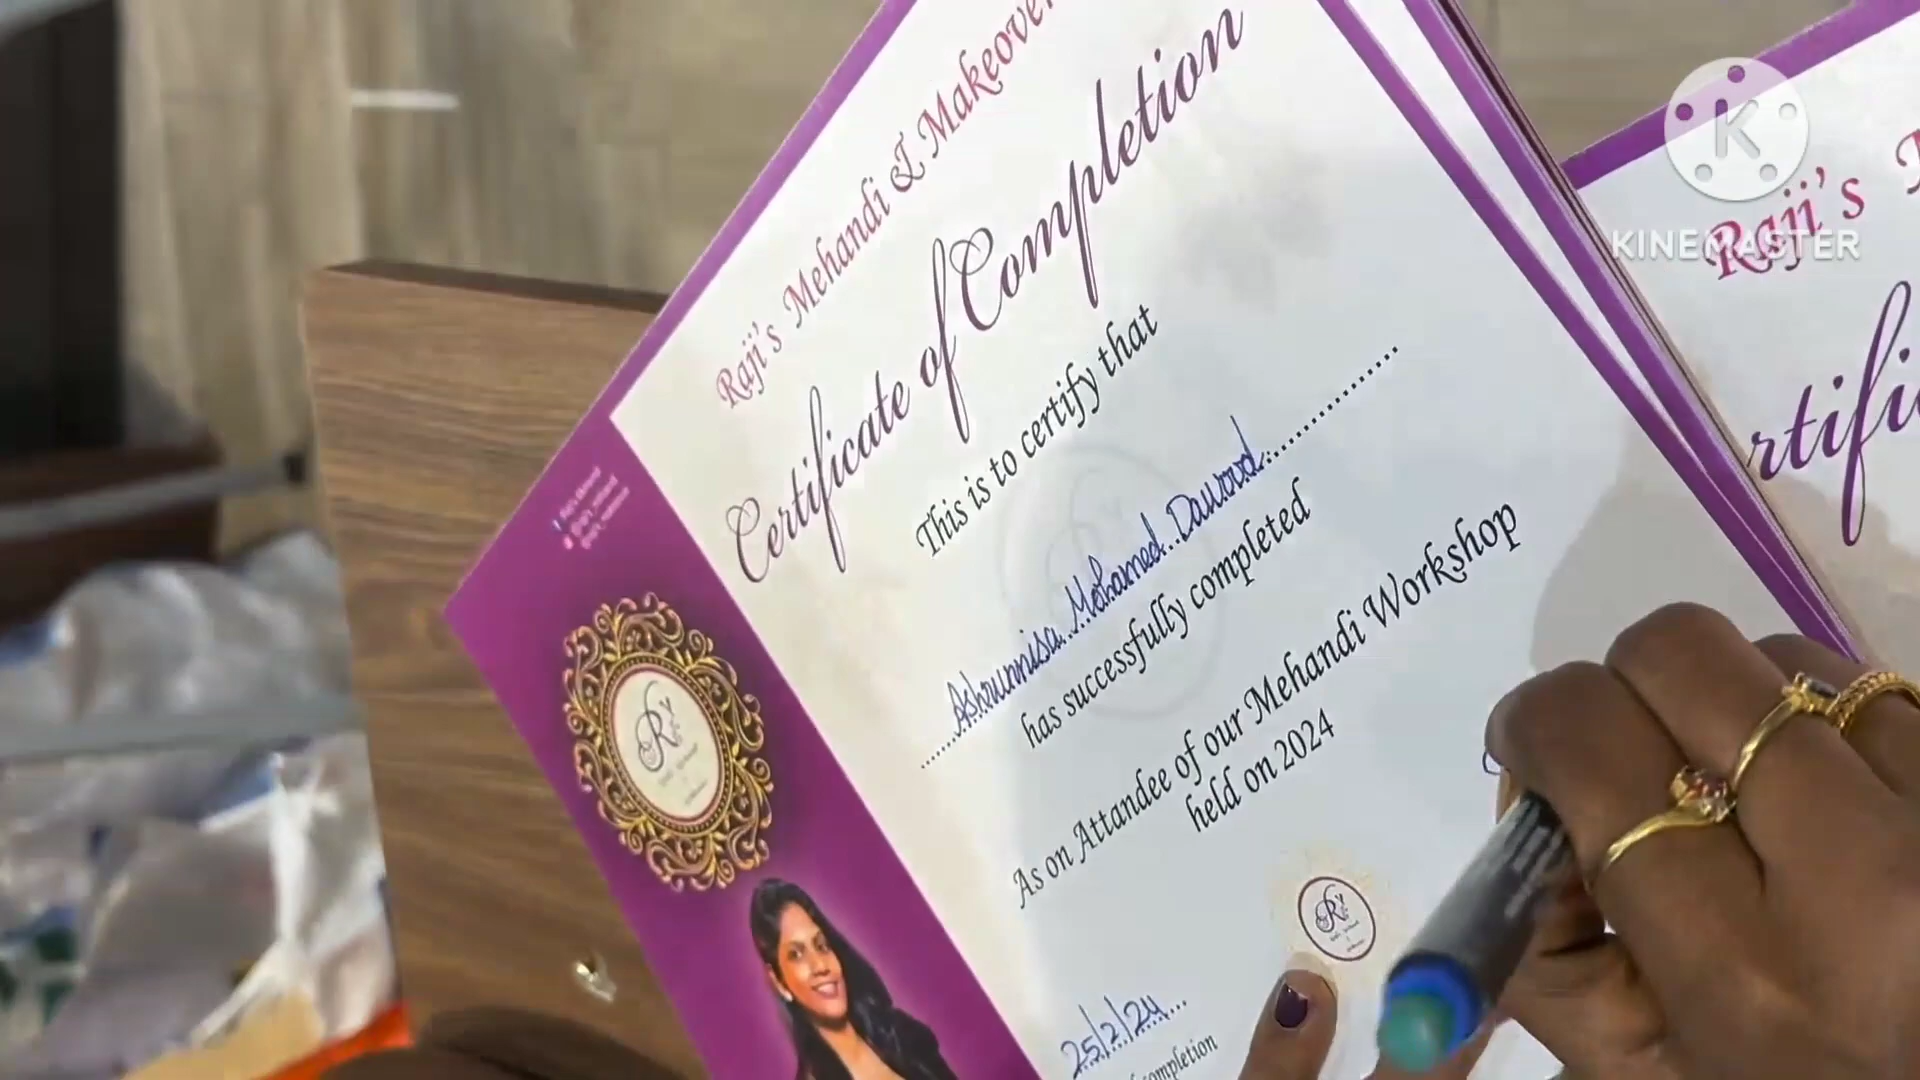 Raji's Mehandi & Makeover
Certificate of Completion
This is to certify that
Ashrunnisa Mohamed Dawood
has successfully completed
As on Attandee of our Mehandi Workshop
held on 2024
25/2/24
completion
Raji's
rtifi
K
KINEMASTER